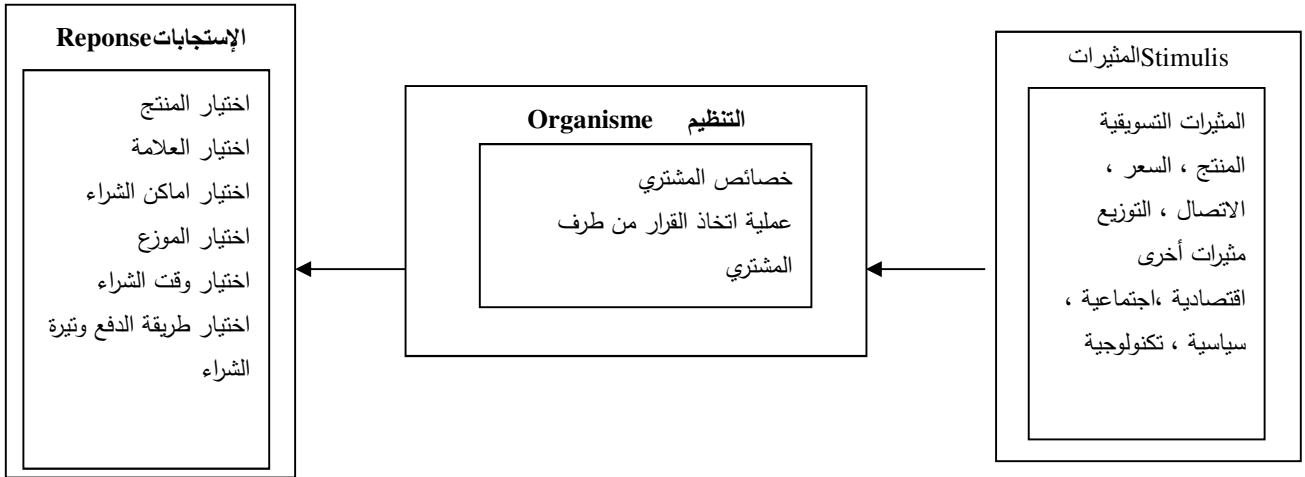 Stimulisالمثيرات
المثيرات التسويقية
المنتج ، السعر ،
الاتصال ، التوزيع
مثيرات أخرى
اقتصادية ،اجتماعية ،
سياسية ، تكنولوجية
التنظيم Organisme
خصائص المشتري
عملية اتخاذ القرار من طرف
المشتري
الإستجاباتReponse
اختيار المنتج
اختيار العلامة
اختيار اماكن الشراء
اختيار الموزع
اختيار وقت الشراء
اختيار طريقة الدفع وتيرة
الشراء